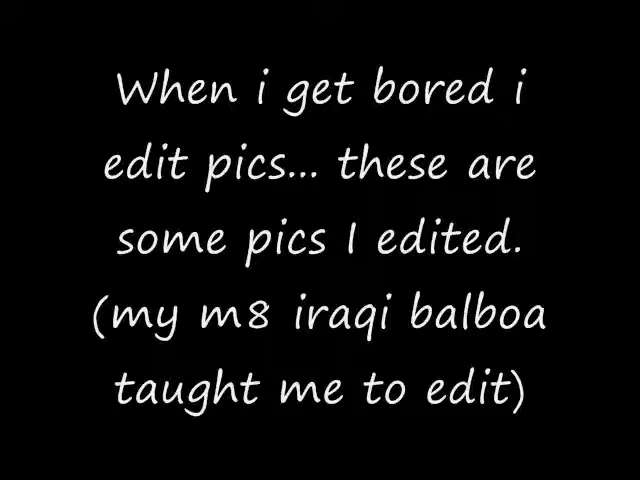 When i get bored i
edit pics... these are
some pics I edited.
(my m8 iraqi balboa
taught me to edit)